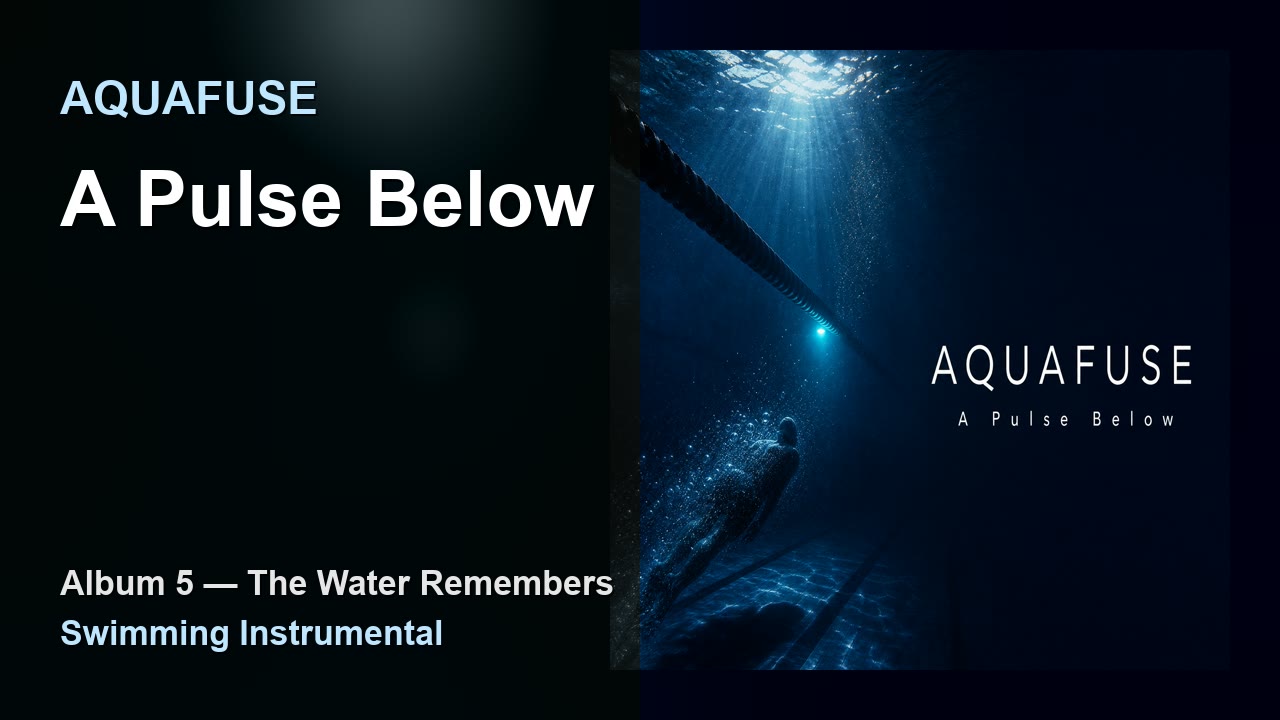 AQUAFUSE
A Pulse Below
Album 5 — The Water Remembers
Swimming Instrumental
AQUAFUSE
A Pulse Below